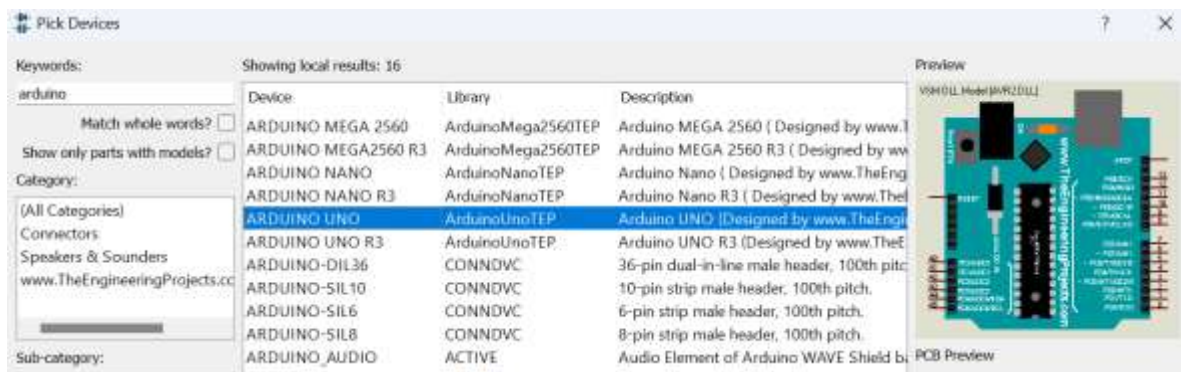 Pick Devices
? ×
Keywords:
arduino
Match whole words?
Show only parts with models?
Category:
(All Categories)
Connectors
Speakers & Sounders
www.TheEngineeringProjects.cc
Sub-category:
Showing local results: 16
Device Library Description
ARDUINO MEGA 2560 ArduinoMega2560TEP Arduino MEGA 2560 ( Designed by www.T
ARDUINO MEGA2560 R3 ArduinoMega2560TEP Arduino MEGA 2560 R3 ( Designed by ww
ARDUINO NANO ArduinoNanoTEP Arduino Nano ( Designed by www.TheEng
ARDUINO NANO R3 ArduinoNanoTEP Arduino Nano R3 ( Designed by www.Thel
ARDUINO UNO ArduinoUnoTEP Arduino UNO (Designed by www.TheEngi
ARDUINO UNO R3 ArduinoUnoTEP Arduino UNO R3 (Designed by www.TheE
ARDUINO-DIL36 CONNDVC 36-pin dual-in-line male header, 100th pitc
ARDUINO-SIL10 CONNDVC 10-pin strip male header, 100th pitch.
ARDUINO-SIL6 CONNDVC 6-pin strip male header, 100th pitch.
ARDUINO-SIL8 CONNDVC 8-pin strip male header, 100th pitch.
ARDUINO_AUDIO ACTIVE Audio Element of Arduino WAVE Shield ba
Preview
VSM DLL Model [AVR2.DLL]
www.TheEngineeringProjects.com
PCB Preview